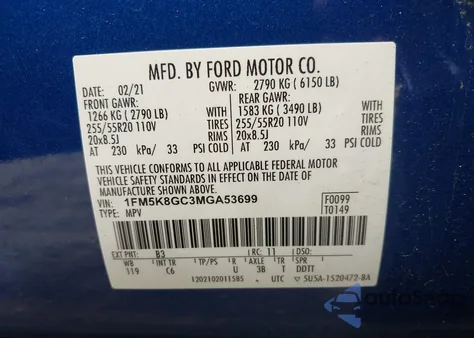 MFD. BY FORD MOTOR CO.
DATE: 02/21 GVWR: 2790 KG ( 6150 LB)
FRONT GAWR: REAR GAWR:
1266 KG ( 2790 LB) 1583 KG ( 3490 LB) WITH
255/55R20 110V 255/55R20 110V TIRES
20x8.5J RIMS 20x8.5J RIMS
AT 230 kPa/ 33 PSI COLD AT 230 kPa/ 33 PSI COLD
THIS VEHICLE CONFORMS TO ALL APPLICABLE FEDERAL MOTOR
VEHICLE SAFETY STANDARDS IN EFFECT ON THE DATE OF
MANUFACTURE SHOWN ABOVE.
VIN: 1FM5K8GC3MGA53699 F0099
TYPE: MPV T0149
EXT PNT: B3 RC: 11 DSO:
WB BRK INT TR TP/PS R AXLE TR SPR
119 C6 U 3B T DDTT
UTC 5U5A-1520472-BA
AutoSnap